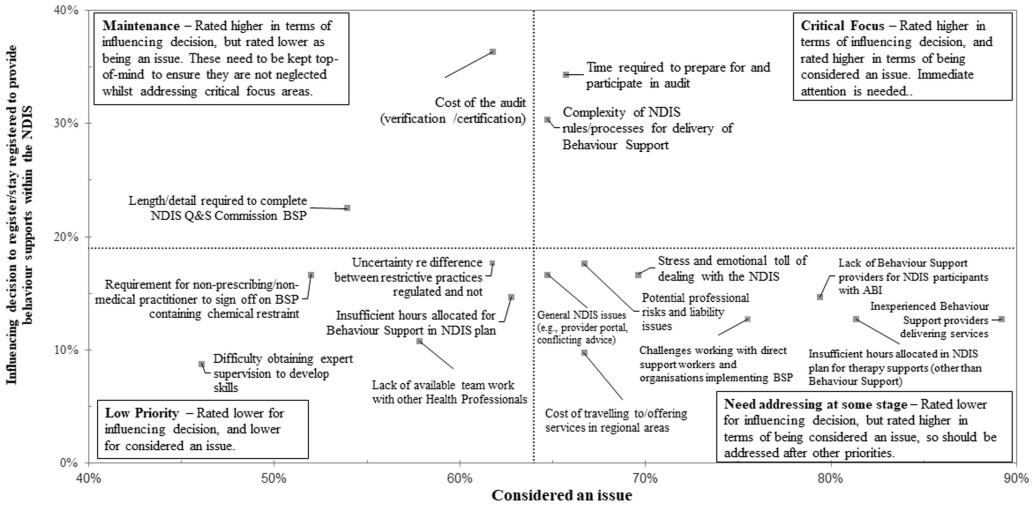 Influencing decision to register/stay registered to provide
behaviour supports within the NDIS
40%
30%
20%
10%
0%
Maintenance – Rated higher in terms of
influencing decision, but rated lower as
being an issue. These need to be kept top-
of-mind to ensure they are not neglected
whilst addressing critical focus areas.
Critical Focus – Rated higher in
terms of influencing decision, and
rated higher in terms of being
considered an issue. Immediate
attention is needed..
Cost of the audit
(verification /certification)
Time required to prepare for and
participate in audit
Complexity of NDIS
rules/processes for delivery of
Behaviour Support
Length/detail required to complete
NDIS Q&S Commission BSP
Requirement for non-prescribing/non-
medical practitioner to sign off on BSP
containing chemical restraint
Uncertainty re difference
between restrictive practices
regulated and not
Insufficient hours allocated for
Behaviour Support in NDIS plan
Difficulty obtaining expert
supervision to develop
skills
Lack of available team work
with other Health Professionals
General NDIS issues
(e.g., provider portal,
conflicting advice)
Potential professional
risks and liability
issues
Stress and emotional toll of
dealing with the NDIS
Challenges working with direct
support workers and
organisations implementing BSP
Cost of travelling to/offering
services in regional areas
Lack of Behaviour Support
providers for NDIS participants
with ABI
Inexperienced Behaviour
Support providers
delivering services
Insufficient hours allocated in NDIS
plan for therapy supports (other than
Behaviour Support)
Low Priority – Rated lower for
influencing decision, and lower
for considered an issue.
Need addressing at some stage – Rated lower
for influencing decision, but rated higher in
terms of being considered an issue, so should be
addressed after other priorities.
40%
50%
60%
70%
80%
90%
Considered an issue